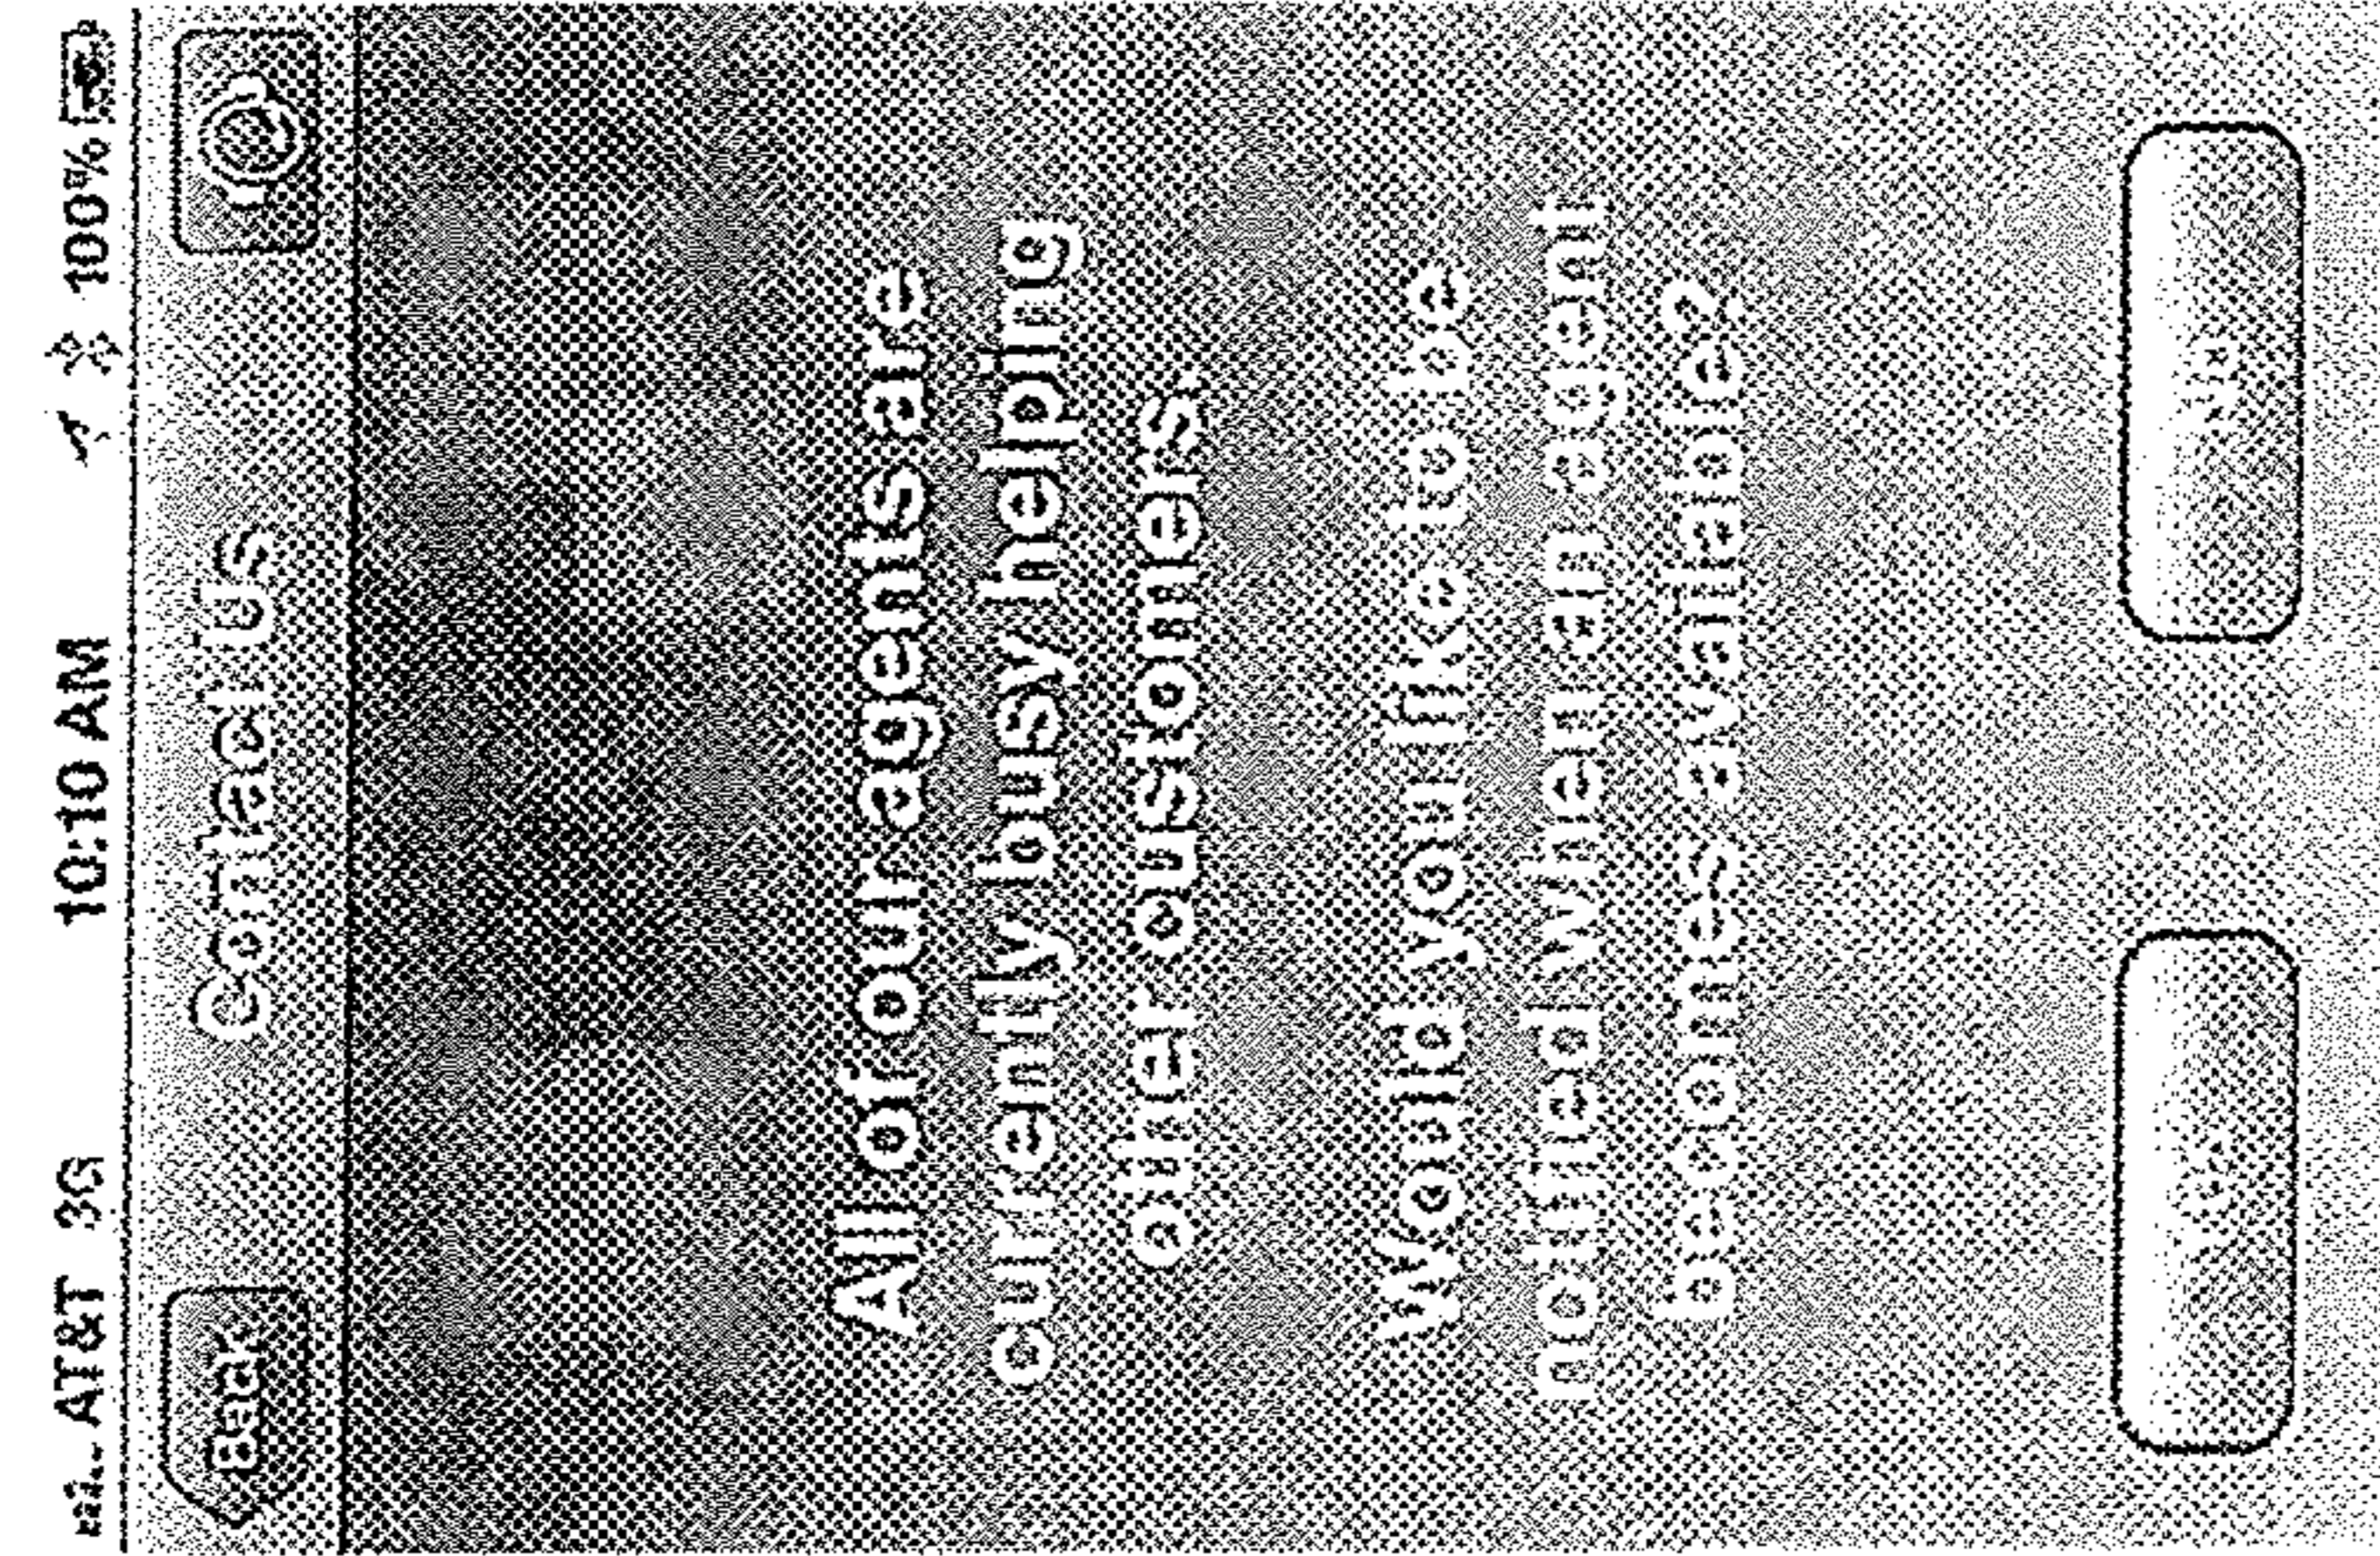 AT&T 3G 10:10 AM 100%
Back Contact Us
All of our agents are
currently busy helping
other customers.
Would you like to be
notified when an agent
becomes available?